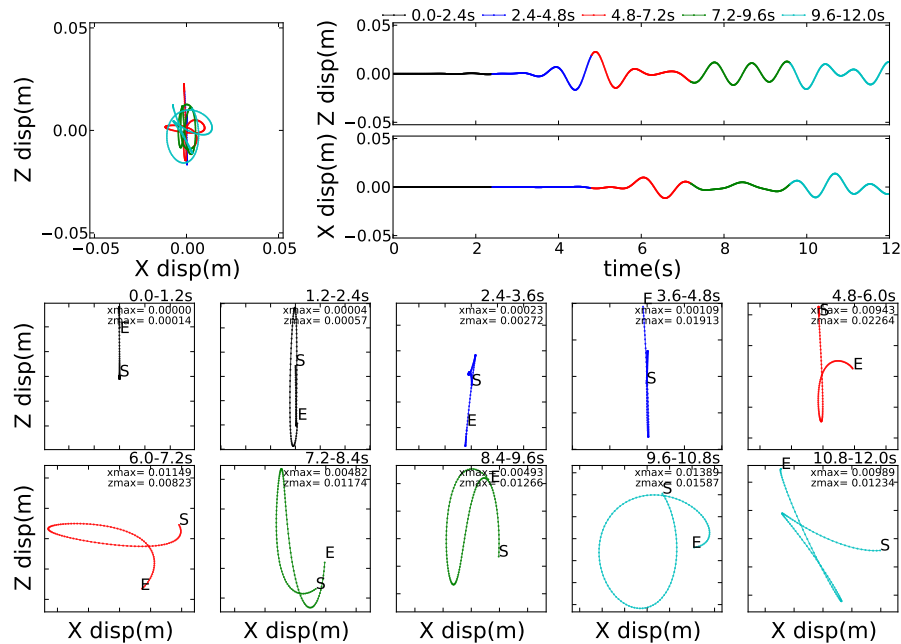 0.0-2.4s 2.4-4.8s 4.8-7.2s 7.2-9.6s 9.6-12.0s
0.05
0.00
−0.05
Z disp(m)
−0.05 0.00 0.05
X disp(m)
0.05
0.00
−0.05
Z disp(m)
0.05
0.00
−0.05
X disp(m)
0 2 4 6 8 10 12
time(s)
0.0-1.2s
xmax= 0.00000
zmax= 0.00014
E
S
Z disp(m)
1.2-2.4s
xmax= 0.00004
zmax= 0.00057
S
E
2.4-3.6s
xmax= 0.00023
zmax= 0.00272
S
E
3.6-4.8s
xmax= 0.00109
zmax= 0.01913
E
S
4.8-6.0s
xmax= 0.00943
zmax= 0.02264
S
E
6.0-7.2s
xmax= 0.01149
zmax= 0.00823
S
E
Z disp(m)
X disp(m)
7.2-8.4s
xmax= 0.00482
zmax= 0.01174
E
S
X disp(m)
8.4-9.6s
xmax= 0.00493
zmax= 0.01266
E
S
X disp(m)
9.6-10.8s
xmax= 0.01389
zmax= 0.01587
S
E
X disp(m)
10.8-12.0s
xmax= 0.00989
zmax= 0.01234
E
S
X disp(m)